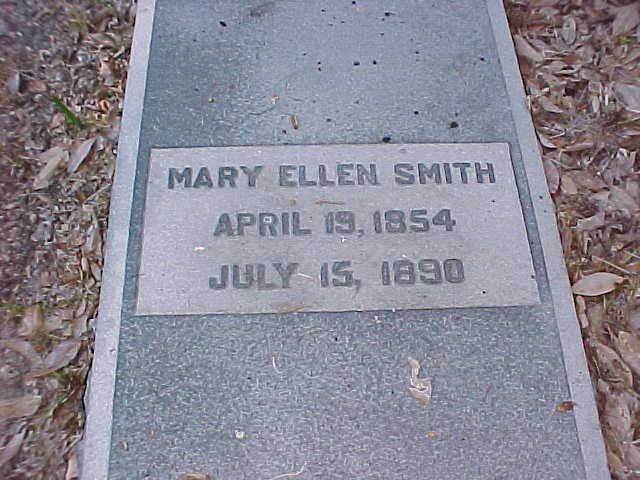 MARY ELLEN SMITH
APRIL 19, 1854
JULY 15, 1890